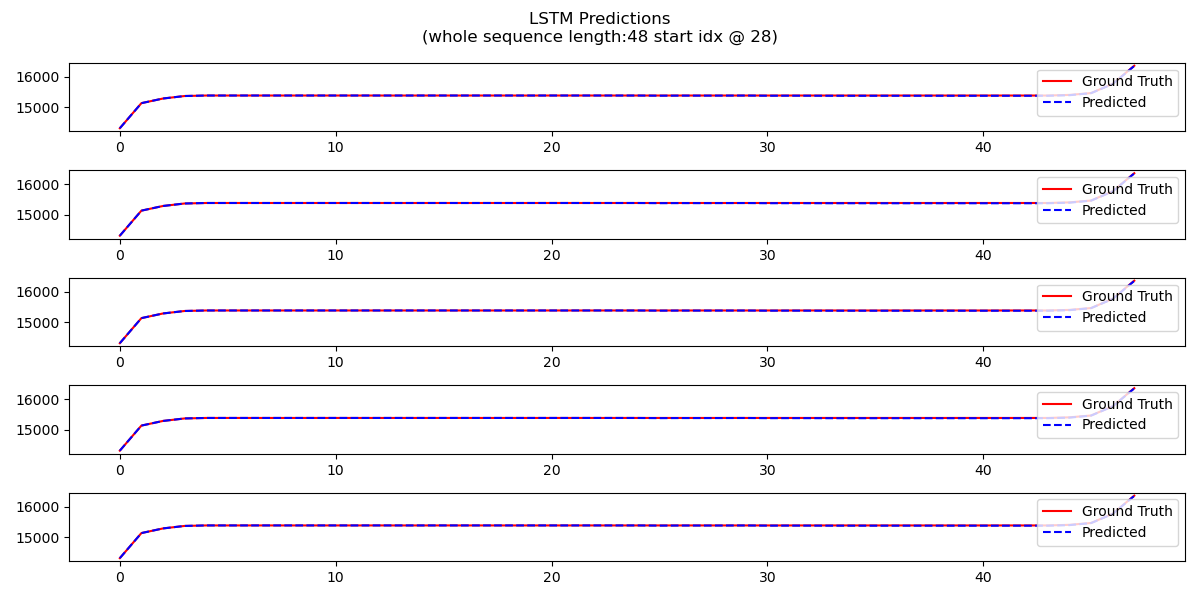 LSTM Predictions
(whole sequence length:48 start idx @ 28)
16000
15000
Ground Truth
Predicted
0 10 20 30 40
16000
15000
Ground Truth
Predicted
0 10 20 30 40
16000
15000
Ground Truth
Predicted
0 10 20 30 40
16000
15000
Ground Truth
Predicted
0 10 20 30 40
16000
15000
Ground Truth
Predicted
0 10 20 30 40